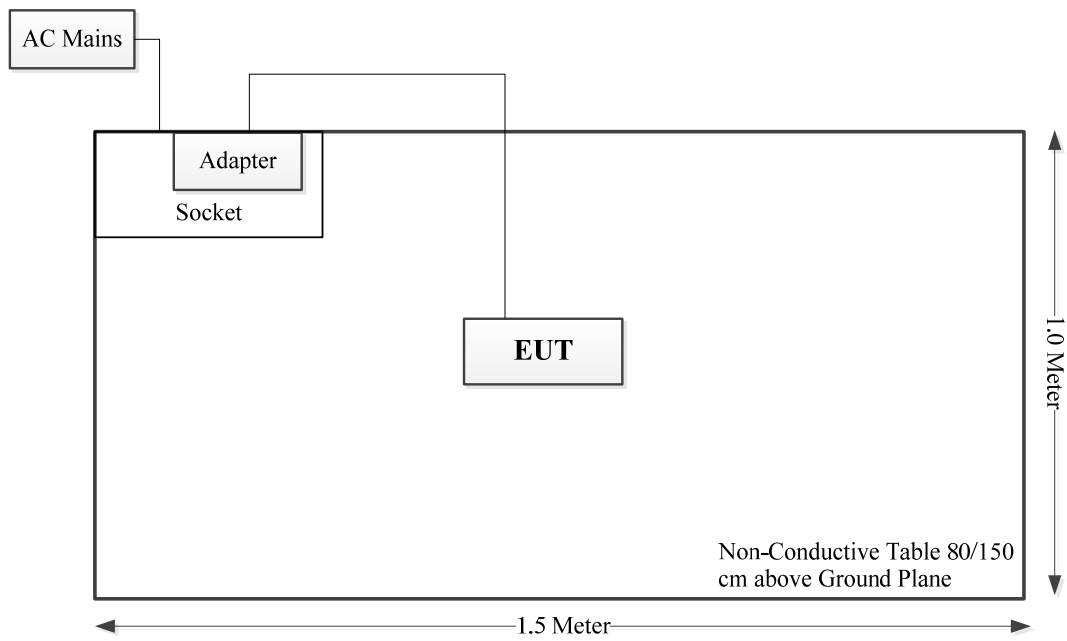 AC Mains
Adapter
Socket
EUT
1.0 Meter
Non-Conductive Table 80/150
cm above Ground Plane
1.5 Meter